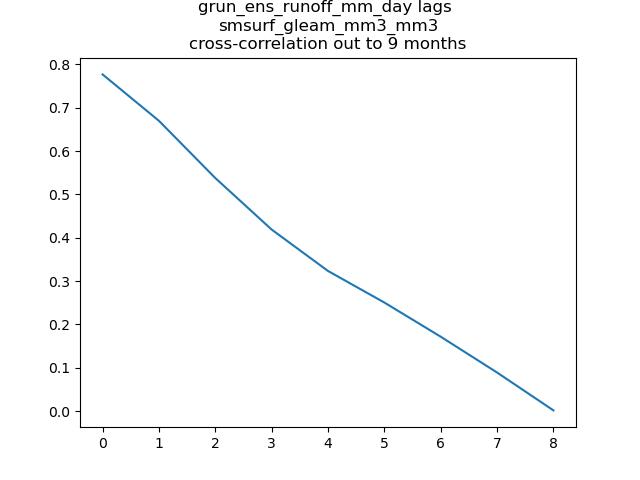 grun_ens_runoff_mm_day lags
smsurf_gleam_mm3_mm3
cross-correlation out to 9 months
0.8
0.7
0.6
0.5
0.4
0.3
0.2
0.1
0.0
0 1 2 3 4 5 6 7 8